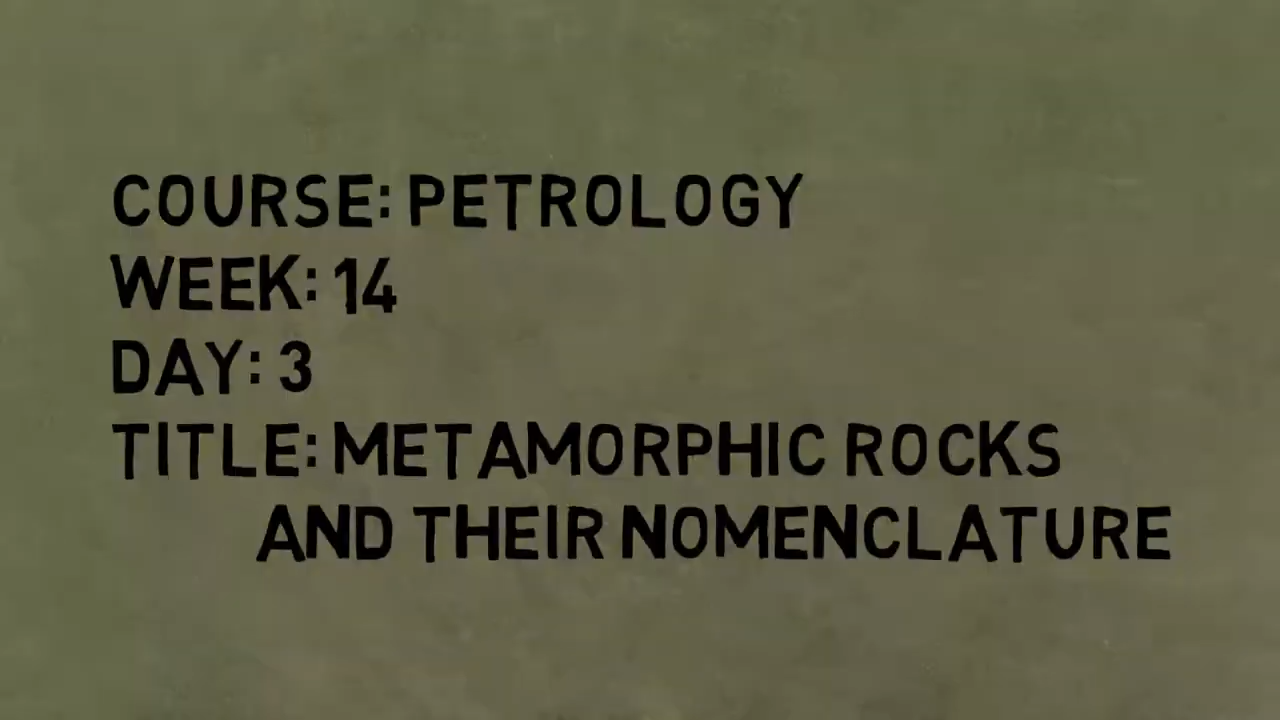 COURSE: PETROLOGY
WEEK: 14
DAY: 3
TITLE: METAMORPHIC ROCKS
AND THEIR NOMENCLATURE